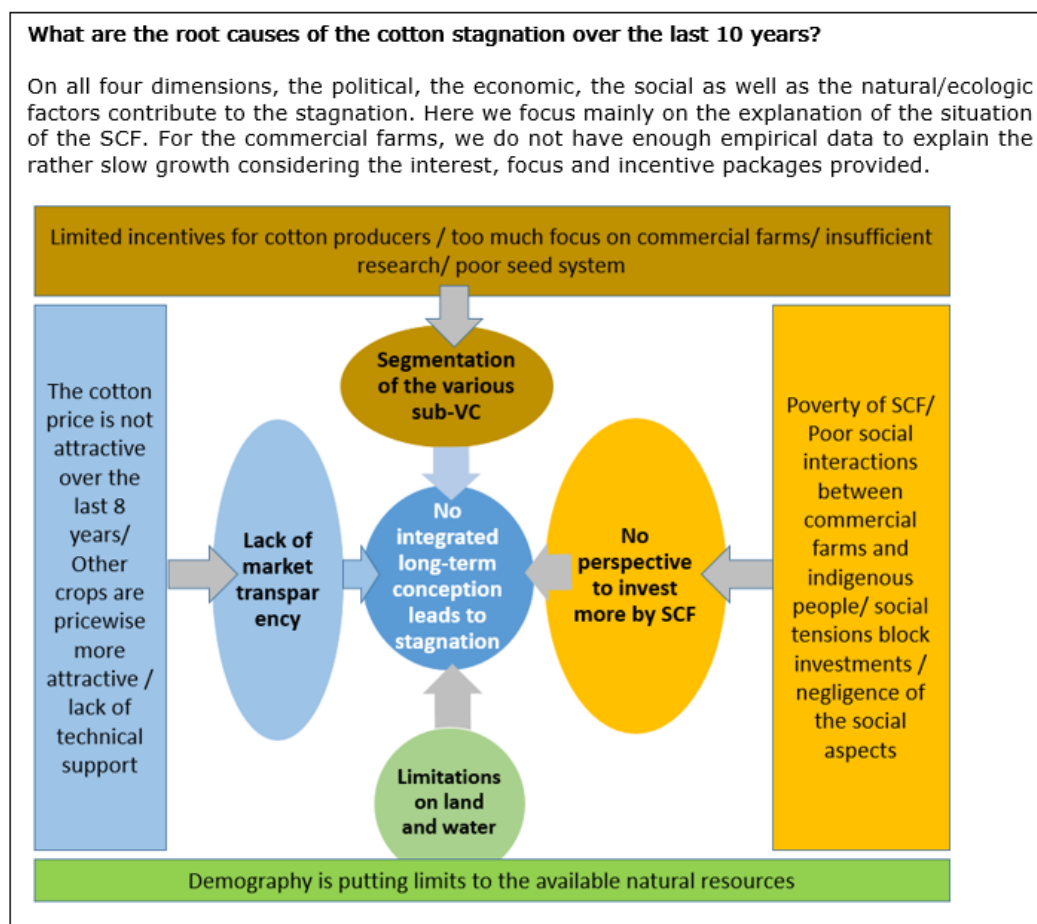 What are the root causes of the cotton stagnation over the last 10 years?
On all four dimensions, the political, the economic, the social as well as the natural/ecologic
factors contribute to the stagnation. Here we focus mainly on the explanation of the situation
of the SCF. For the commercial farms, we do not have enough empirical data to explain the
rather slow growth considering the interest, focus and incentive packages provided.
Limited incentives for cotton producers / too much focus on commercial farms/ insufficient
research/ poor seed system
Segmentation
of the various
sub-VC
The cotton
price is not
attractive
over the
last 8
years/
Other
crops are
pricewise
more
attractive /
lack of
technical
support
Lack of
market
transpar
ency
No
integrated
long-term
conception
leads to
stagnation
No
perspective
to invest
more by SCF
Poverty of SCF/
Poor social
interactions
between
commercial
farms and
indigenous
people/ social
tensions block
investments /
negligence of
the social
aspects
Limitations
on land
and water
Demography is putting limits to the available natural resources